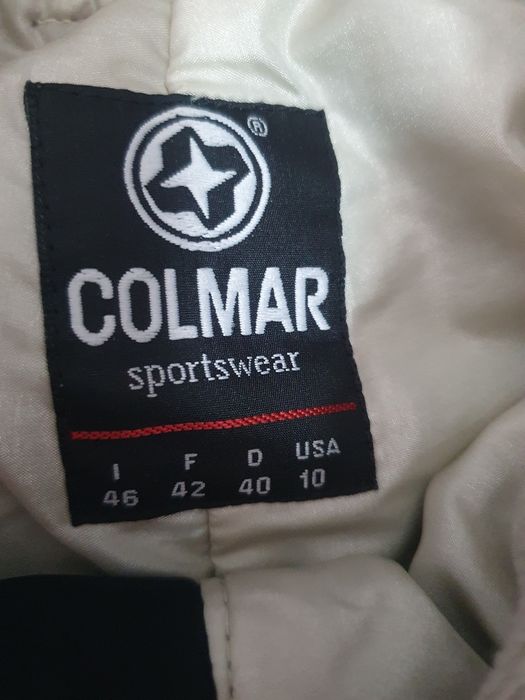 ®
COLMAR
sportswear
I F D USA
46 42 40 10